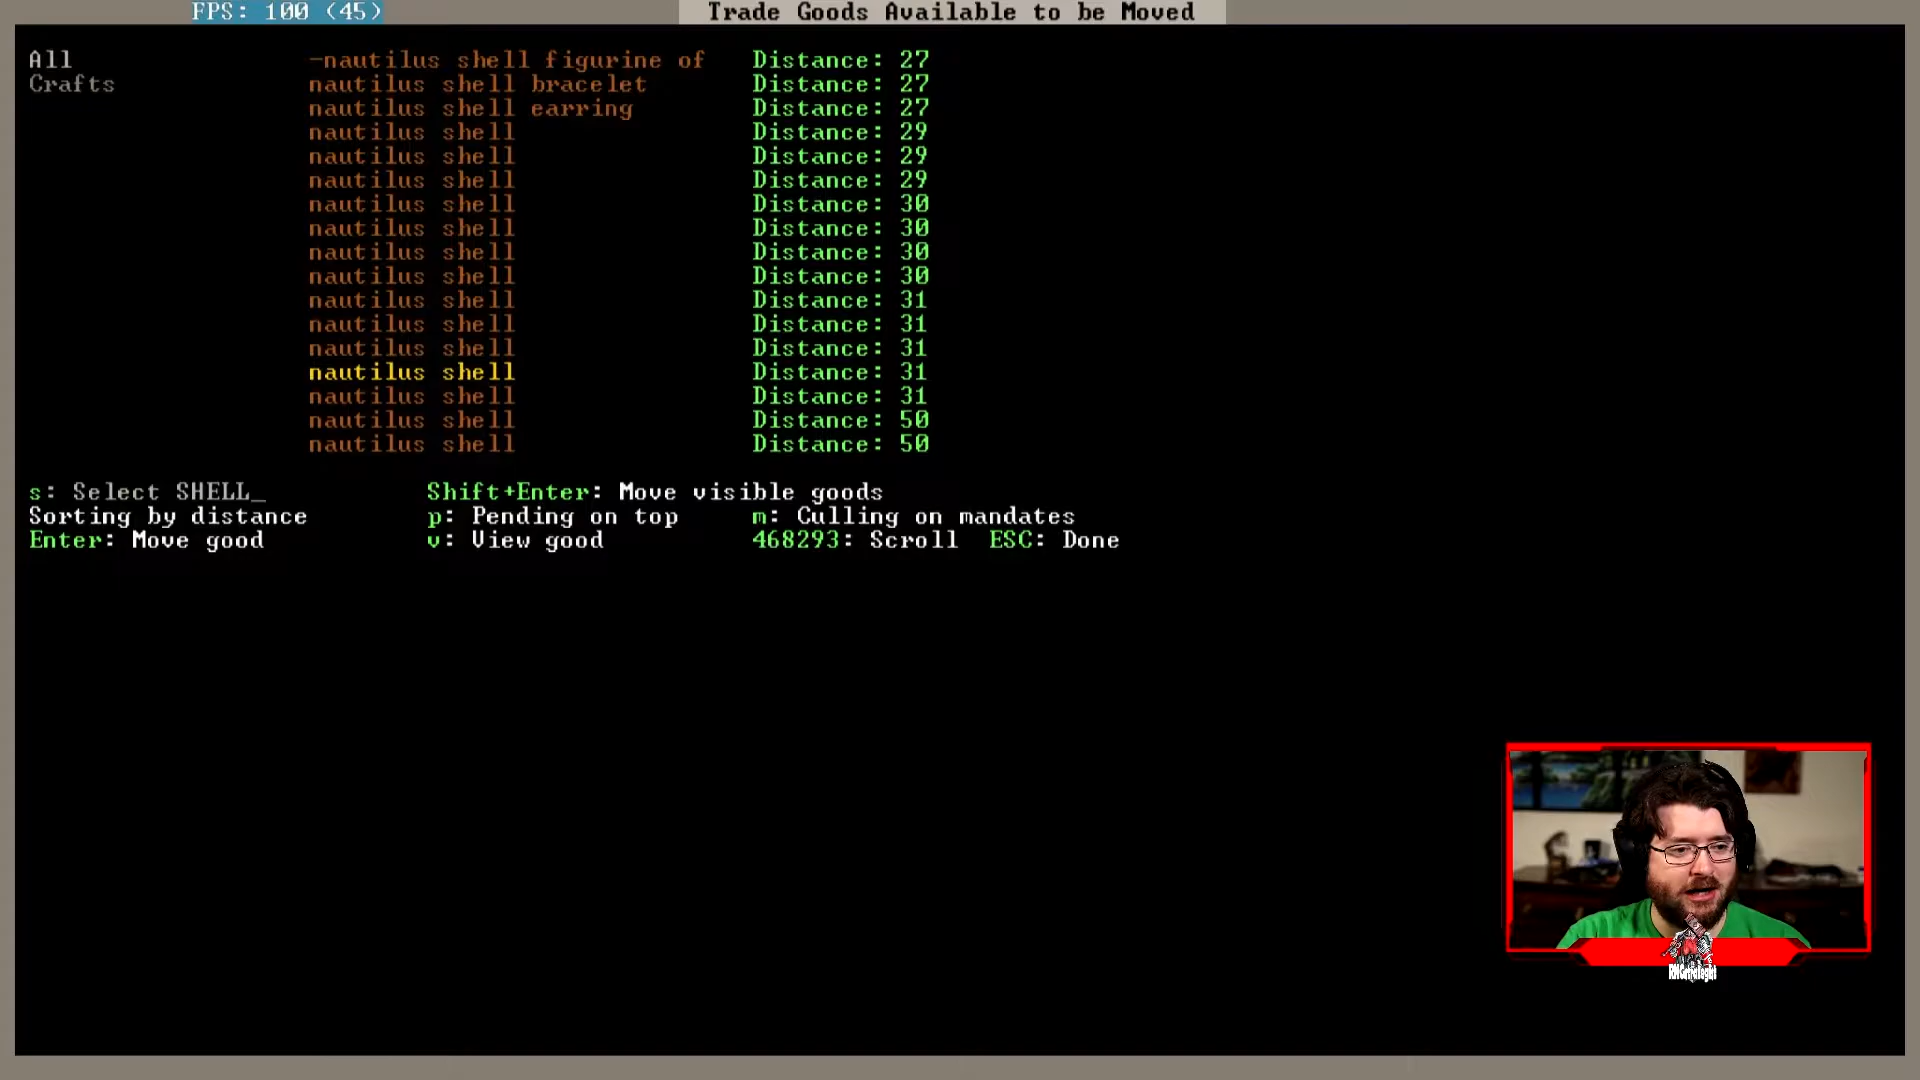 FPS: 100 (45)
Trade Goods Available to be Moved
All -nautilus shell figurine of Distance: 27
Crafts nautilus shell bracelet Distance: 27
nautilus shell earring Distance: 27
nautilus shell Distance: 29
nautilus shell Distance: 29
nautilus shell Distance: 29
nautilus shell Distance: 30
nautilus shell Distance: 30
nautilus shell Distance: 30
nautilus shell Distance: 30
nautilus shell Distance: 31
nautilus shell Distance: 31
nautilus shell Distance: 31
nautilus shell Distance: 31
nautilus shell Distance: 31
nautilus shell Distance: 50
nautilus shell Distance: 50
s: Select SHELL_ Shift+Enter: Move visible goods
Sorting by distance p: Pending on top m: Culling on mandates
Enter: Move good v: View good 468293: Scroll ESC: Done